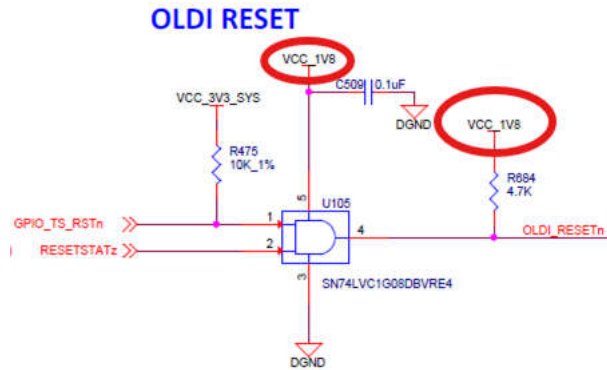 OLDI RESET
VCC_1V8
C509 0.1uF
VCC_3V3_SYS
DGND
VCC_1V8
R475
10K_1%
R684
4.7K
5
U105
GPIO_TS_RSTn
1
4
OLDI_RESETn
RESETSTATz
2
3
SN74LVC1G08DBVRE4
DGND